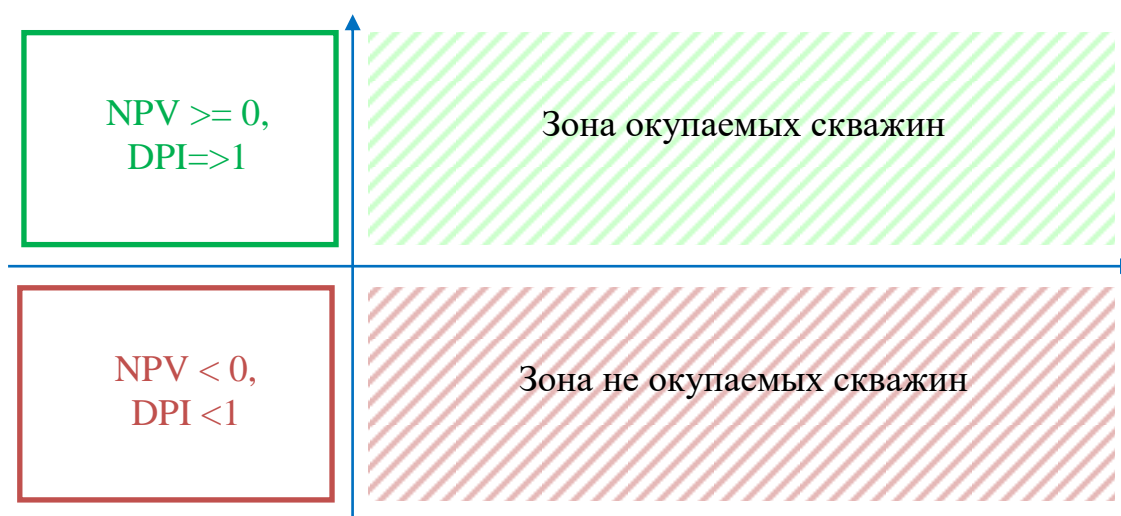 NPV >= 0,
DPI=>1
Зона окупаемых скважин
NPV < 0,
DPI <1
Зона не окупаемых скважин